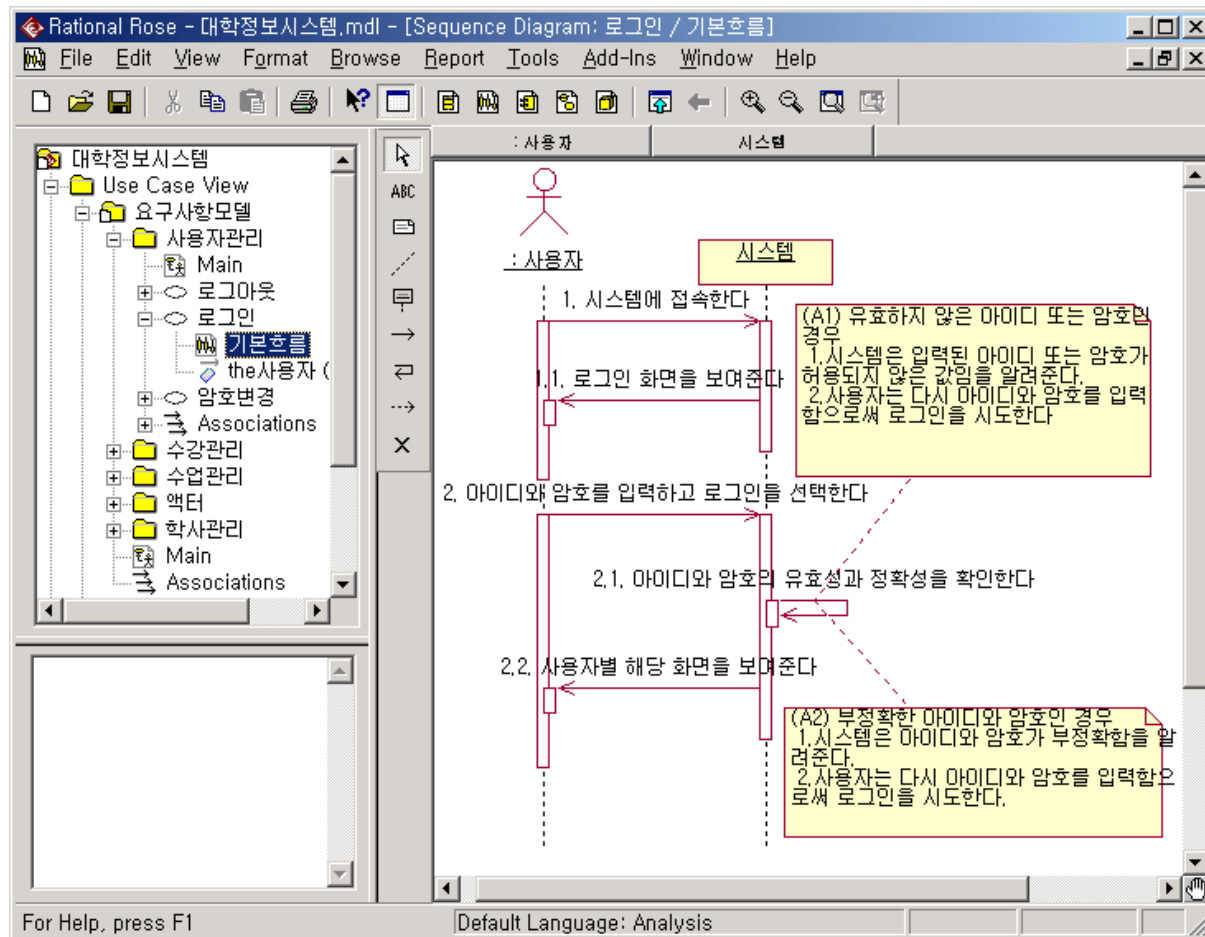 Rational Rose - 대학정보시스템.mdl - [Sequence Diagram: 로그인 / 기본흐름]
File Edit View Format Browse Report Tools Add-Ins Window Help
대학정보시스템
Use Case View
요구사항모델
사용자관리
Main
로그아웃
로그인
기본흐름
the사용자 (
암호변경
Associations
수강관리
수업관리
액터
학사관리
Main
Associations
ABC
: 사용자
시스템
: 사용자
시스템
1. 시스템에 접속한다
1.1. 로그인 화면을 보여준다
2. 아이디와 암호를 입력하고 로그인을 선택한다
2.1. 아이디와 암호의 유효성과 정확성을 확인한다
2.2. 사용자별 해당 화면을 보여준다
(A1) 유효하지 않은 아이디 또는 암호인
경우
1.시스템은 입력된 아이디 또는 암호가
허용되지 않은 값임을 알려준다.
2.사용자는 다시 아이디와 암호를 입력
함으로써 로그인을 시도한다
(A2) 부정확한 아이디와 암호인 경우
1.시스템은 아이디와 암호가 부정확함을 알
려준다.
2.사용자는 다시 아이디와 암호를 입력함으
로써 로그인을 시도한다.
For Help, press F1
Default Language: Analysis